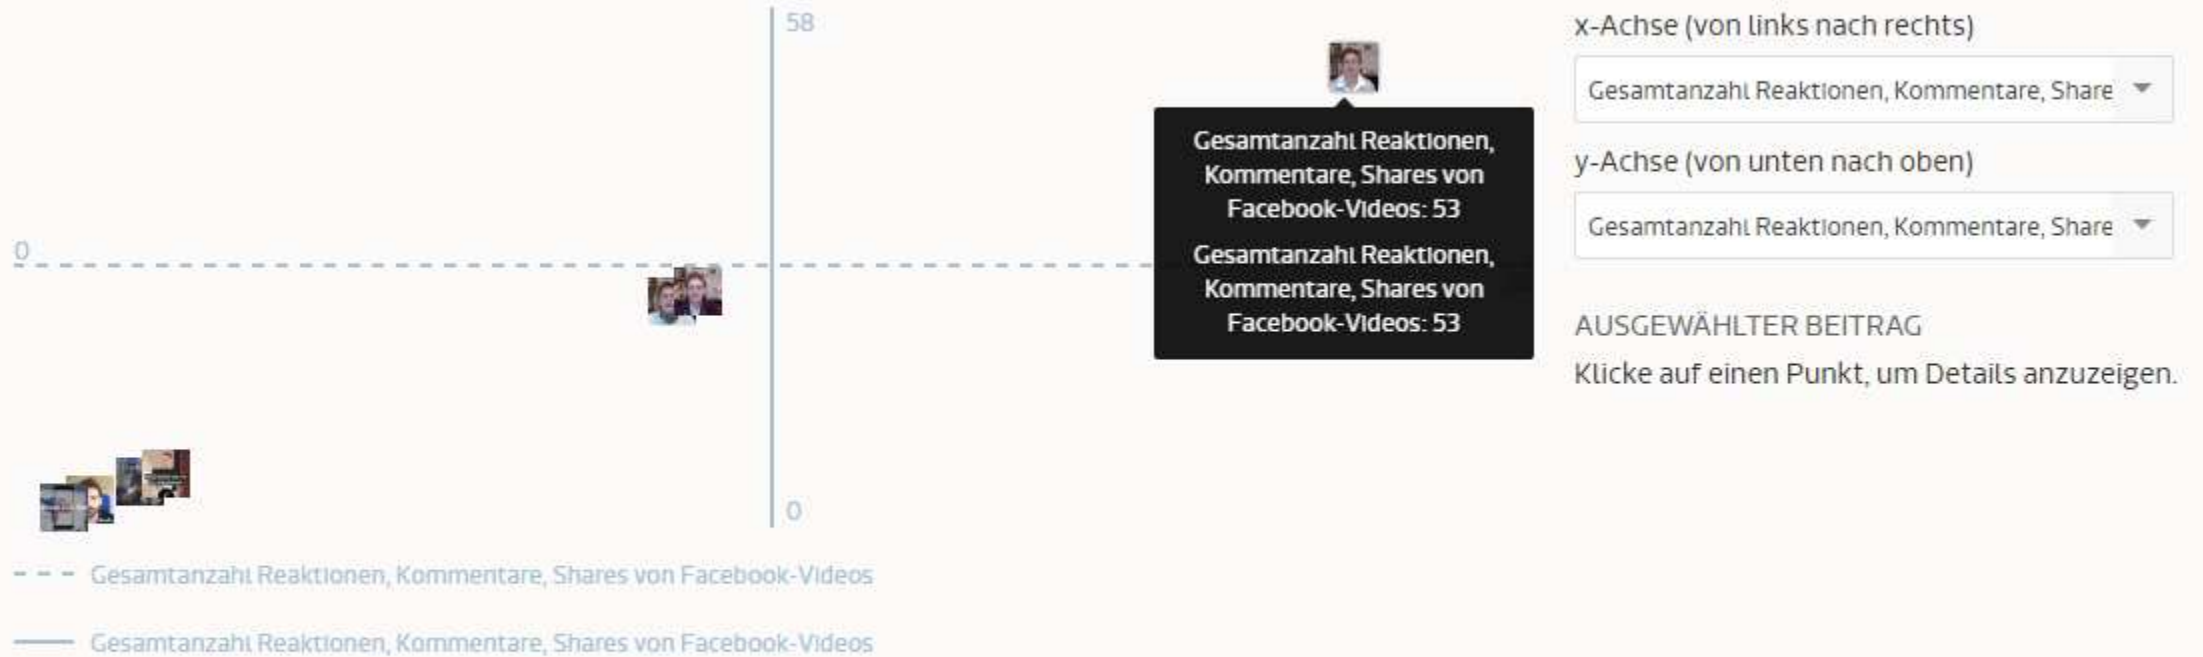 58
0
0
Gesamtanzahl Reaktionen,
Kommentare, Shares von
Facebook-Videos: 53
Gesamtanzahl Reaktionen,
Kommentare, Shares von
Facebook-Videos: 53
--- Gesamtanzahl Reaktionen, Kommentare, Shares von Facebook-Videos
Gesamtanzahl Reaktionen, Kommentare, Shares von Facebook-Videos
x-Achse (von links nach rechts)
Gesamtanzahl Reaktionen, Kommentare, Share
y-Achse (von unten nach oben)
Gesamtanzahl Reaktionen, Kommentare, Share
AUSGEWÄHLTER BEITRAG
Klicke auf einen Punkt, um Details anzuzeigen.